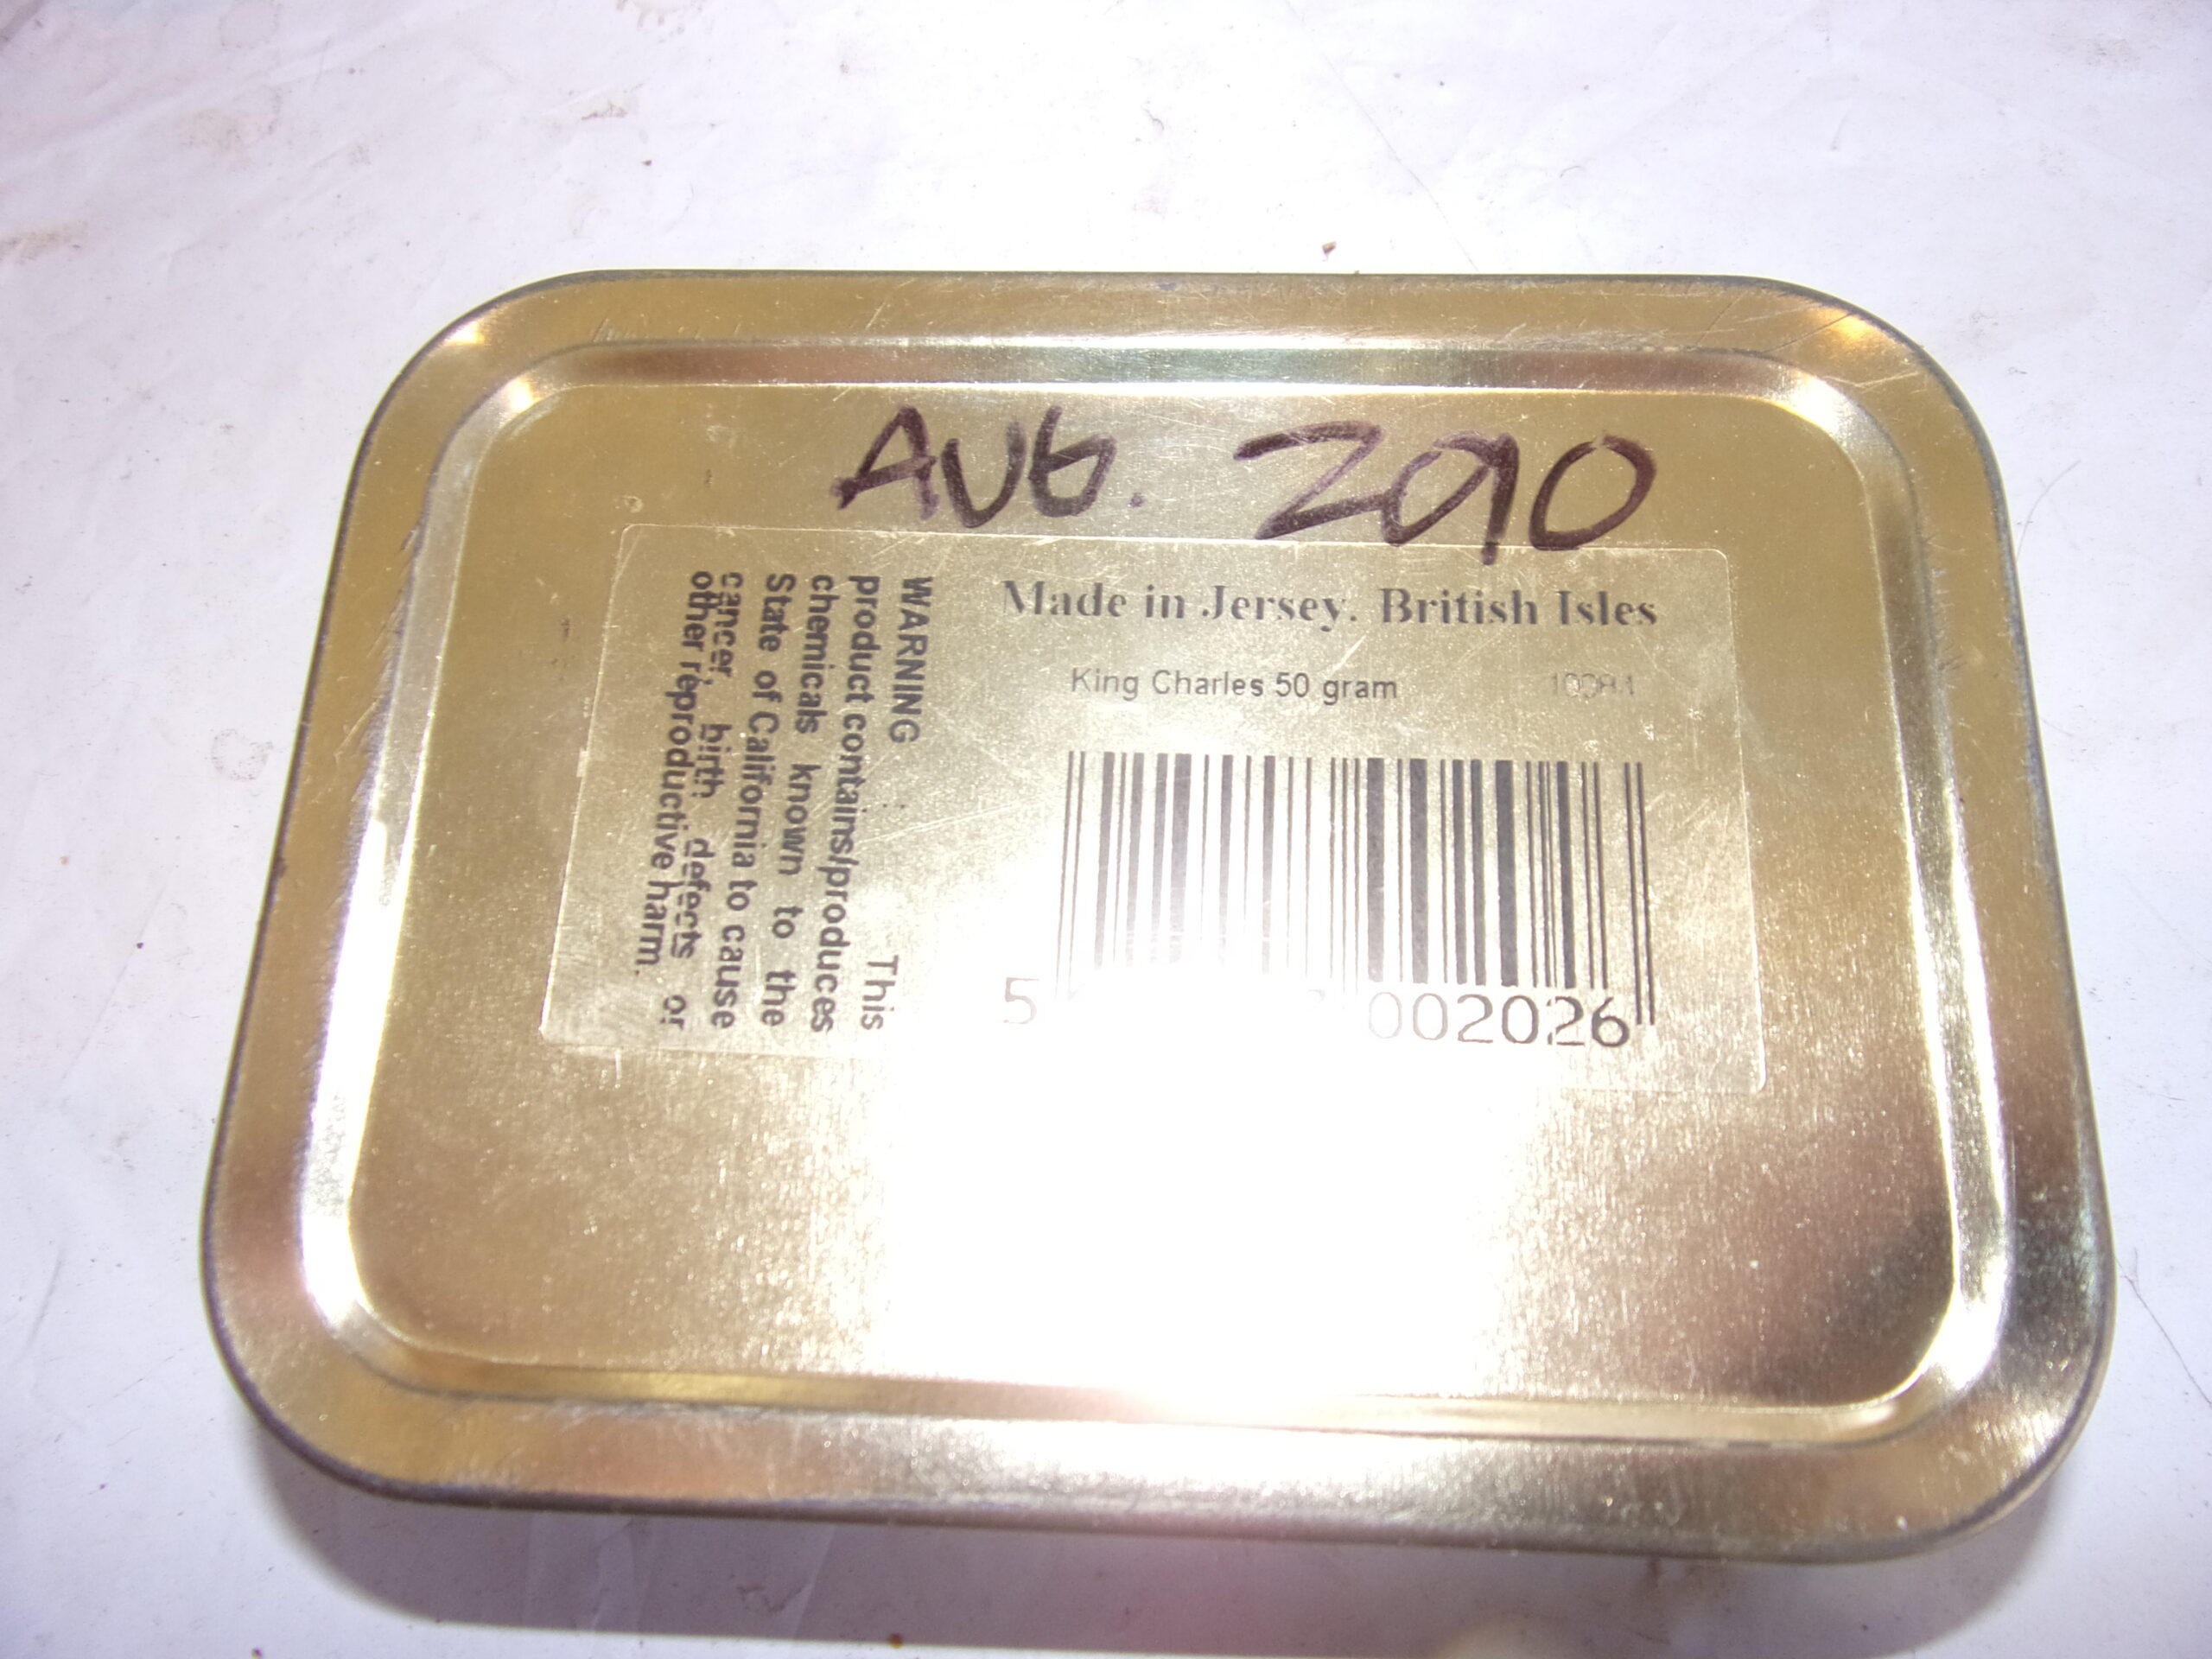 AUG. 2010
Made in Jersey. British Isles
King Charles 50 gram
5 002026
WARNING : This
product contains/produces
chemicals known to the
State of California to cause
cancer, birth defects or
other reproductive harm.